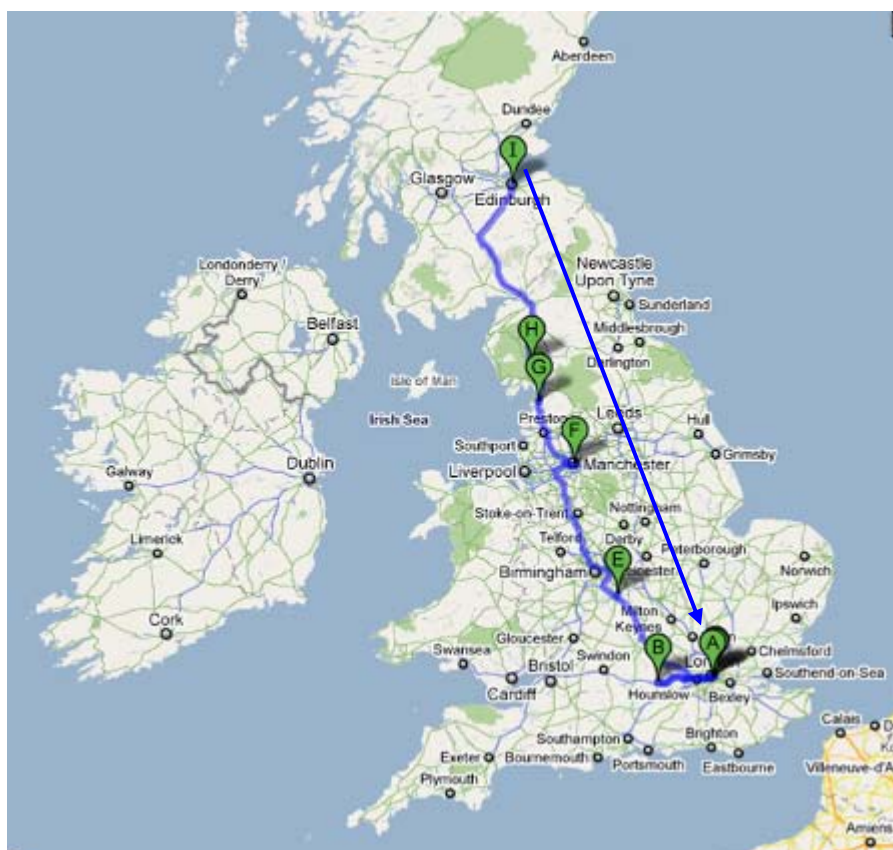 Aberdeen
Dundee
I
Glasgow
Edinburgh
Londonderry /
Derry
Newcastle
Upon Tyne
Sunderland
Belfast
H
Middlesbrough
Darlington
G
Isle of Man
Irish Sea
Preston
F
Leeds
Hull
Southport
Manchester
Grimsby
Liverpool
Galway
Dublin
Stoke-on-Trent
Nottingham
Derby
Limerick
Telford
E
Peterborough
Norwich
Birmingham
Milton
Keynes
Ipswich
Cork
Gloucester
B
A
Chelmsford
Swansea
Swindon
Southend-on-Sea
Cardiff
Bristol
Hounslow
Bexley
Southampton
Brighton
Calais
Exeter
Bournemouth
Portsmouth
Eastbourne
Villeneuve-d'A
Plymouth
Amiens